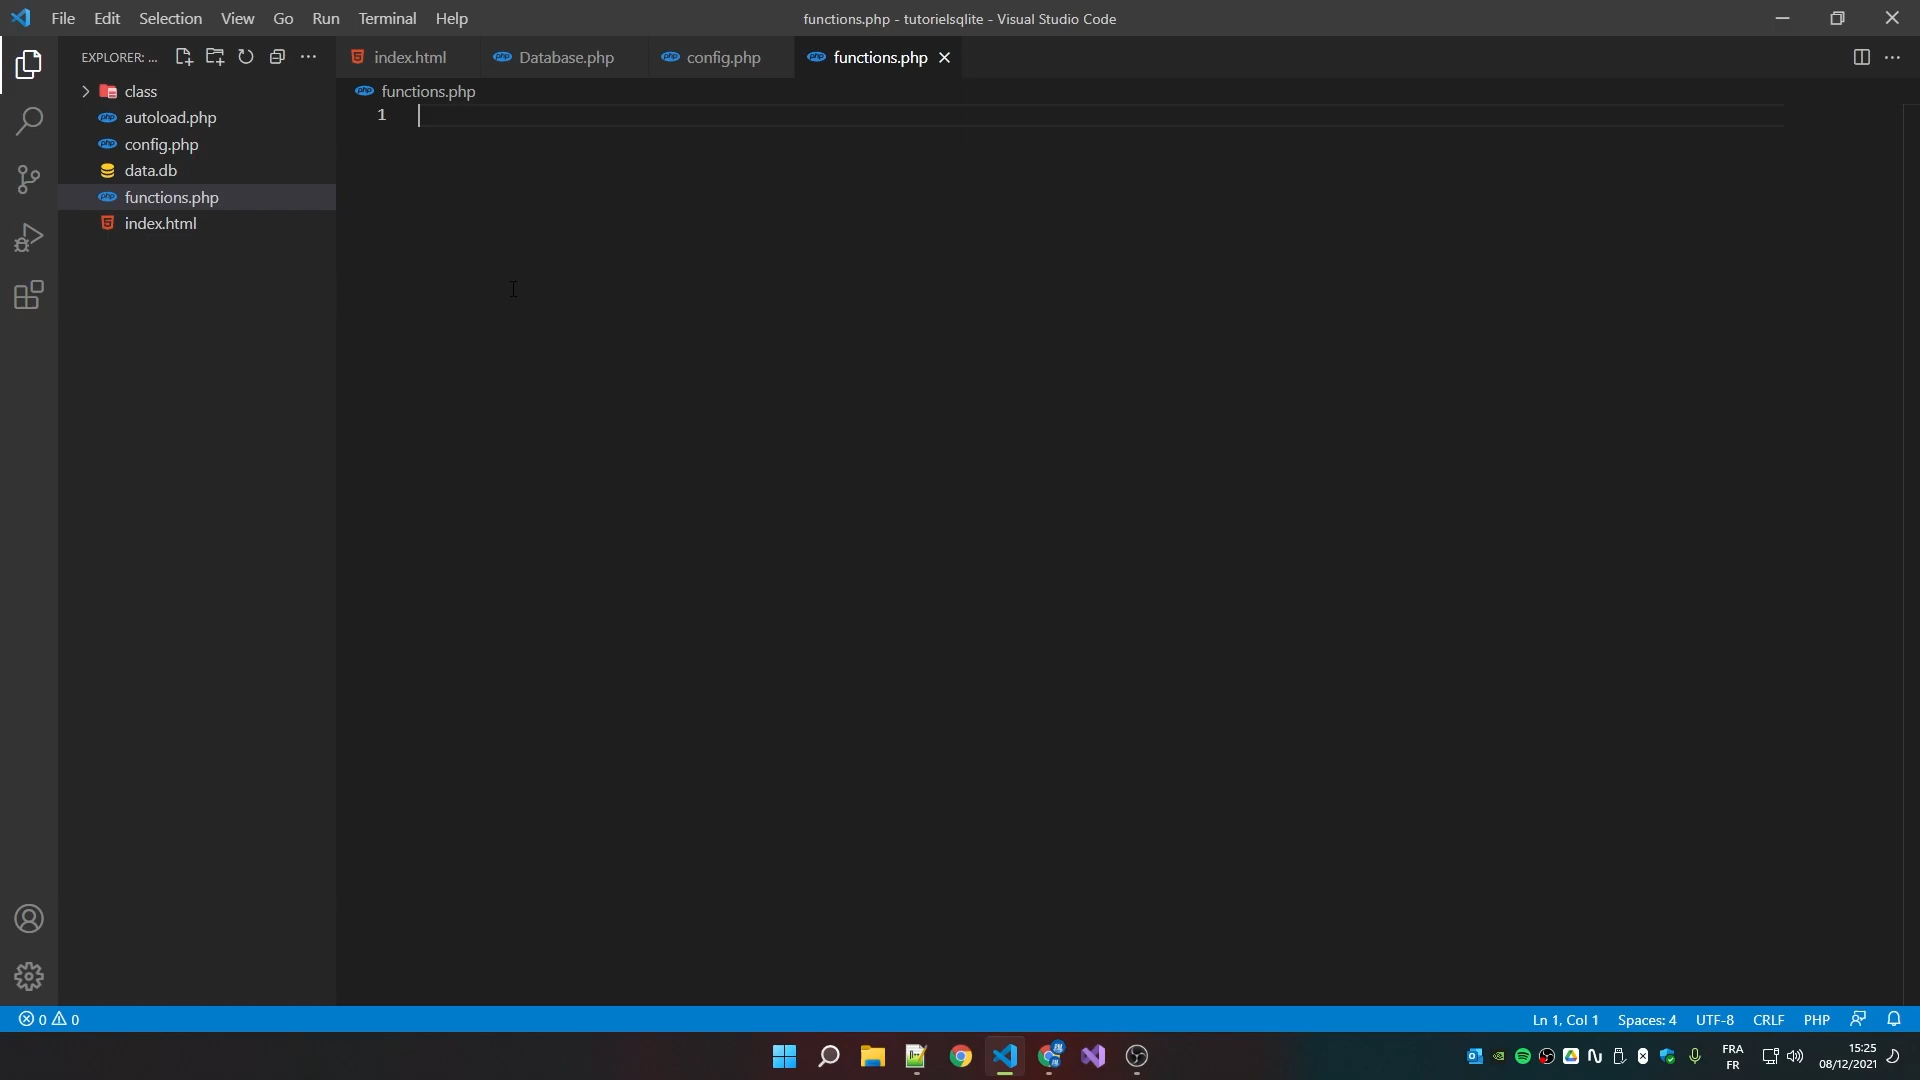 File Edit Selection View Go Run Terminal Help
functions.php - tutorielsqlite - Visual Studio Code
EXPLORER: ...
index.html
Database.php
config.php
functions.php
class
autoload.php
config.php
data.db
functions.php
index.html
functions.php
1
0 0
Ln 1, Col 1
Spaces: 4
UTF-8
CRLF
PHP
FRA
FR
15:25
08/12/2021